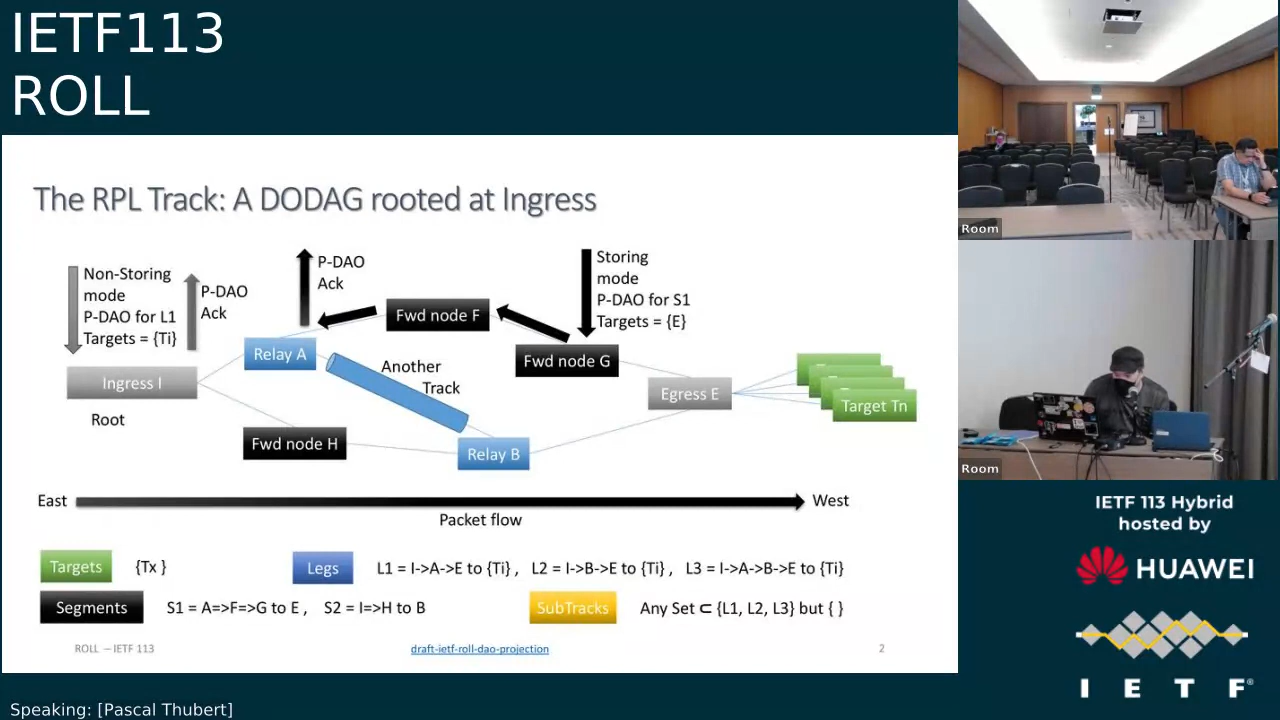 IETF113
ROLL
The RPL Track: A DODAG rooted at Ingress
Non-Storing
mode
P-DAO for L1
Targets = {Ti}
P-DAO
Ack
P-DAO
Ack
Storing
mode
P-DAO for S1
Targets = {E}
Fwd node F
Relay A
Fwd node G
Another
Track
Ingress I
Egress E
Target Tn
Root
Fwd node H
Relay B
East
West
Packet flow
Targets
{Tx }
Legs
L1 = I->A->E to {Ti} , L2 = I->B->E to {Ti} , L3 = I->A->B->E to {Ti}
Segments
S1 = A=>F=>G to E , S2 = I=>H to B
SubTracks
Any Set ⊂ {L1, L2, L3} but { }
ROLL – IETF 113
draft-ietf-roll-dao-projection
2
Room
Room
IETF 113 Hybrid
hosted by
HUAWEI
I E T F®
Speaking: [Pascal Thubert]